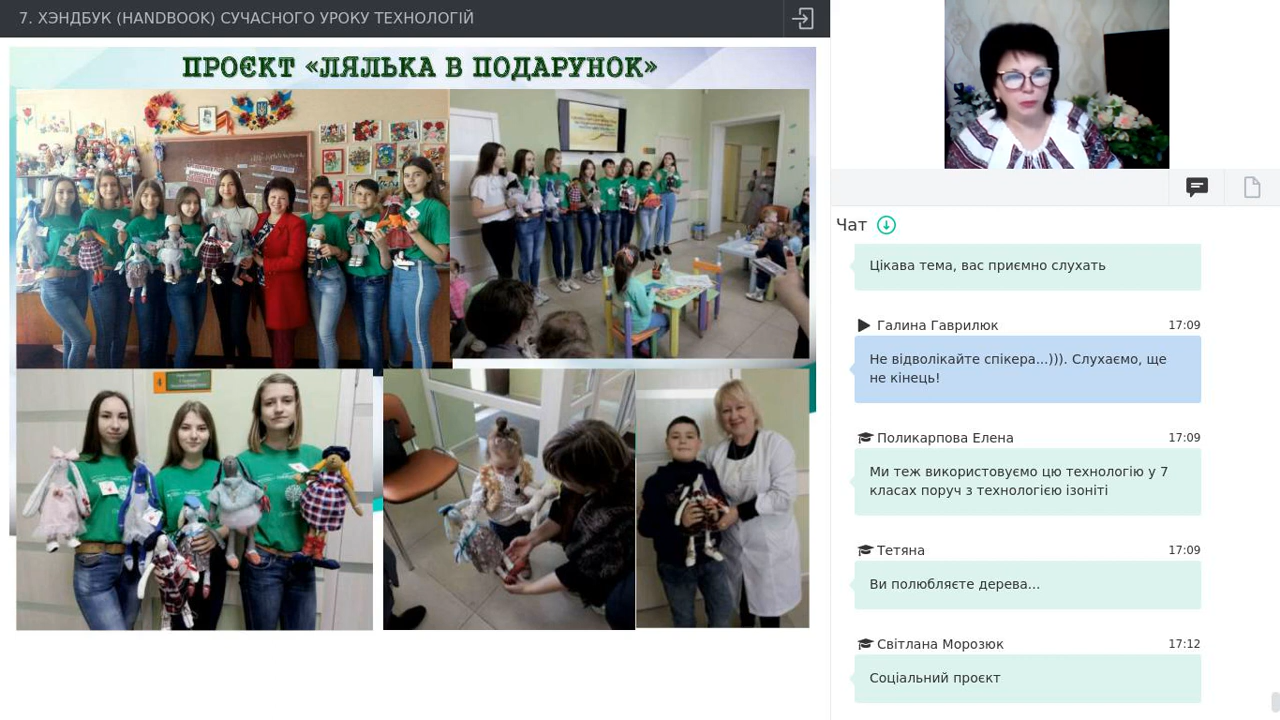 7. ХЭНДБУК (HANDBOOK) СУЧАСНОГО УРОКУ ТЕХНОЛОГІЙ
ПРОЄКТ «ЛЯЛЬКА В ПОДАРУНОК»
4
Чат
Цікава тема, вас приємно слухать
Галина Гаврилюк 17:09
Не відволікайте спікера...))). Слухаємо, ще
не кінець!
Поликарпова Елена 17:09
Ми теж використовуємо цю технологію у 7
класах поруч з технологією ізоніті
Тетяна 17:09
Ви полюбляєте дерева...
Світлана Морозюк 17:12
Соціальний проєкт